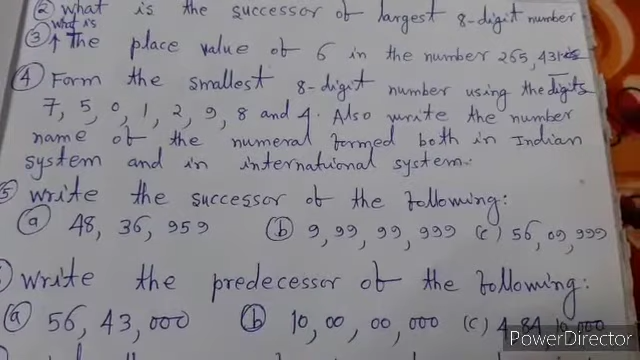 ② What is the successor of largest 8-digit number
what is
③ ↑ The place value of 6 in the number 265, 431
④ Form the smallest 8-digit number using the digits
7, 5, 0, 1, 2, 9, 8 and 4. Also write the number
name of the numeral formed both in Indian
system and in international system.
⑤ Write the successor of the following:
ⓐ 48, 36, 959 ⓑ 9, 99, 99, 999 (c) 56, 09, 999
Write the predecessor of the following:
ⓐ 56, 43, 000 ⓑ 10, 00, 00, 000 (c) 4, 84, 10,000
PowerDirector